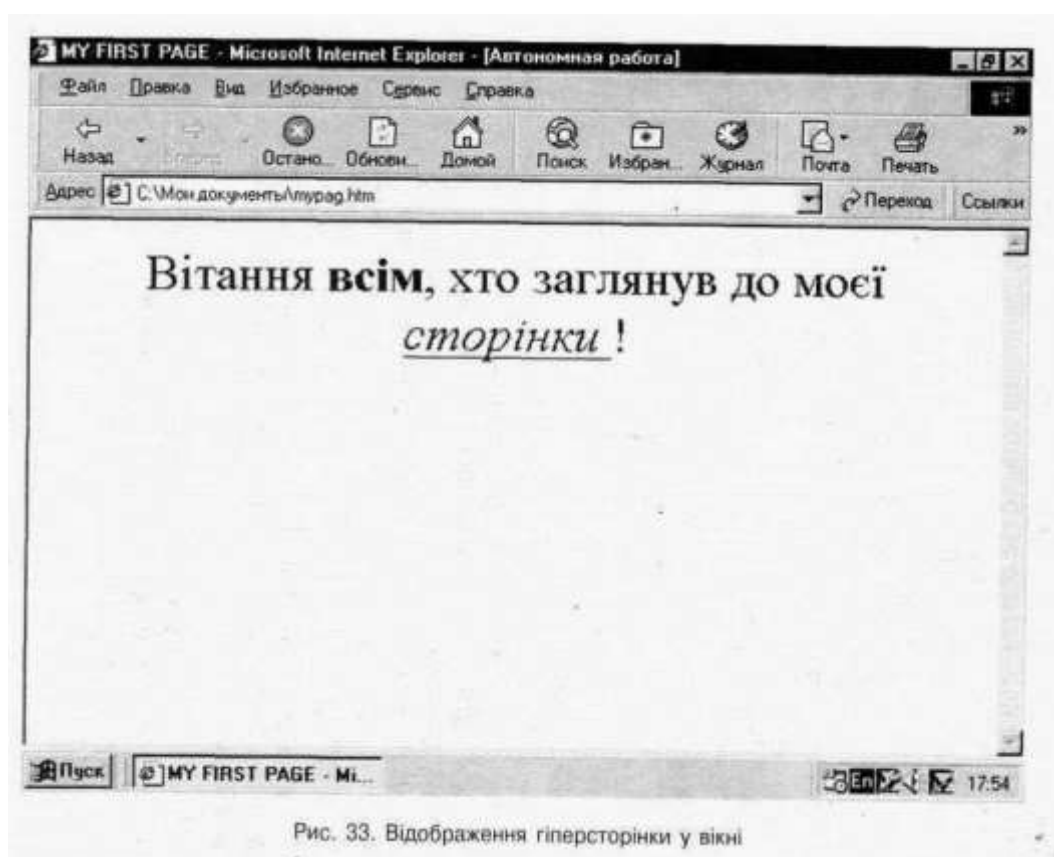 MY FIRST PAGE - Microsoft Internet Explorer - [Автономная работа]
Файл Правка Вид Избранное Сервис Справка
Назад Вперед Остано... Обнови... Домой Поиск Избран... Журнал Почта Печать »
Адрес C:\Мои документы\mypag.htm Переход Ссылки
Вітання всім, хто заглянув до моєї
сторінки !
Пуск MY FIRST PAGE - Mi... En 17:54
Рис. 33. Відображення гіперсторінки у вікні